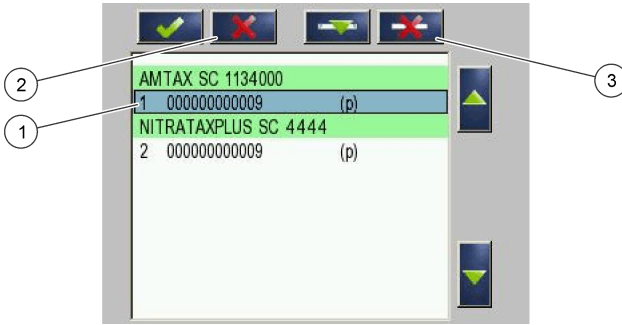 AMTAX SC 1134000
1 000000000009 (p)
NITRATAXPLUS SC 4444
2 000000000009 (p)
2
1
3